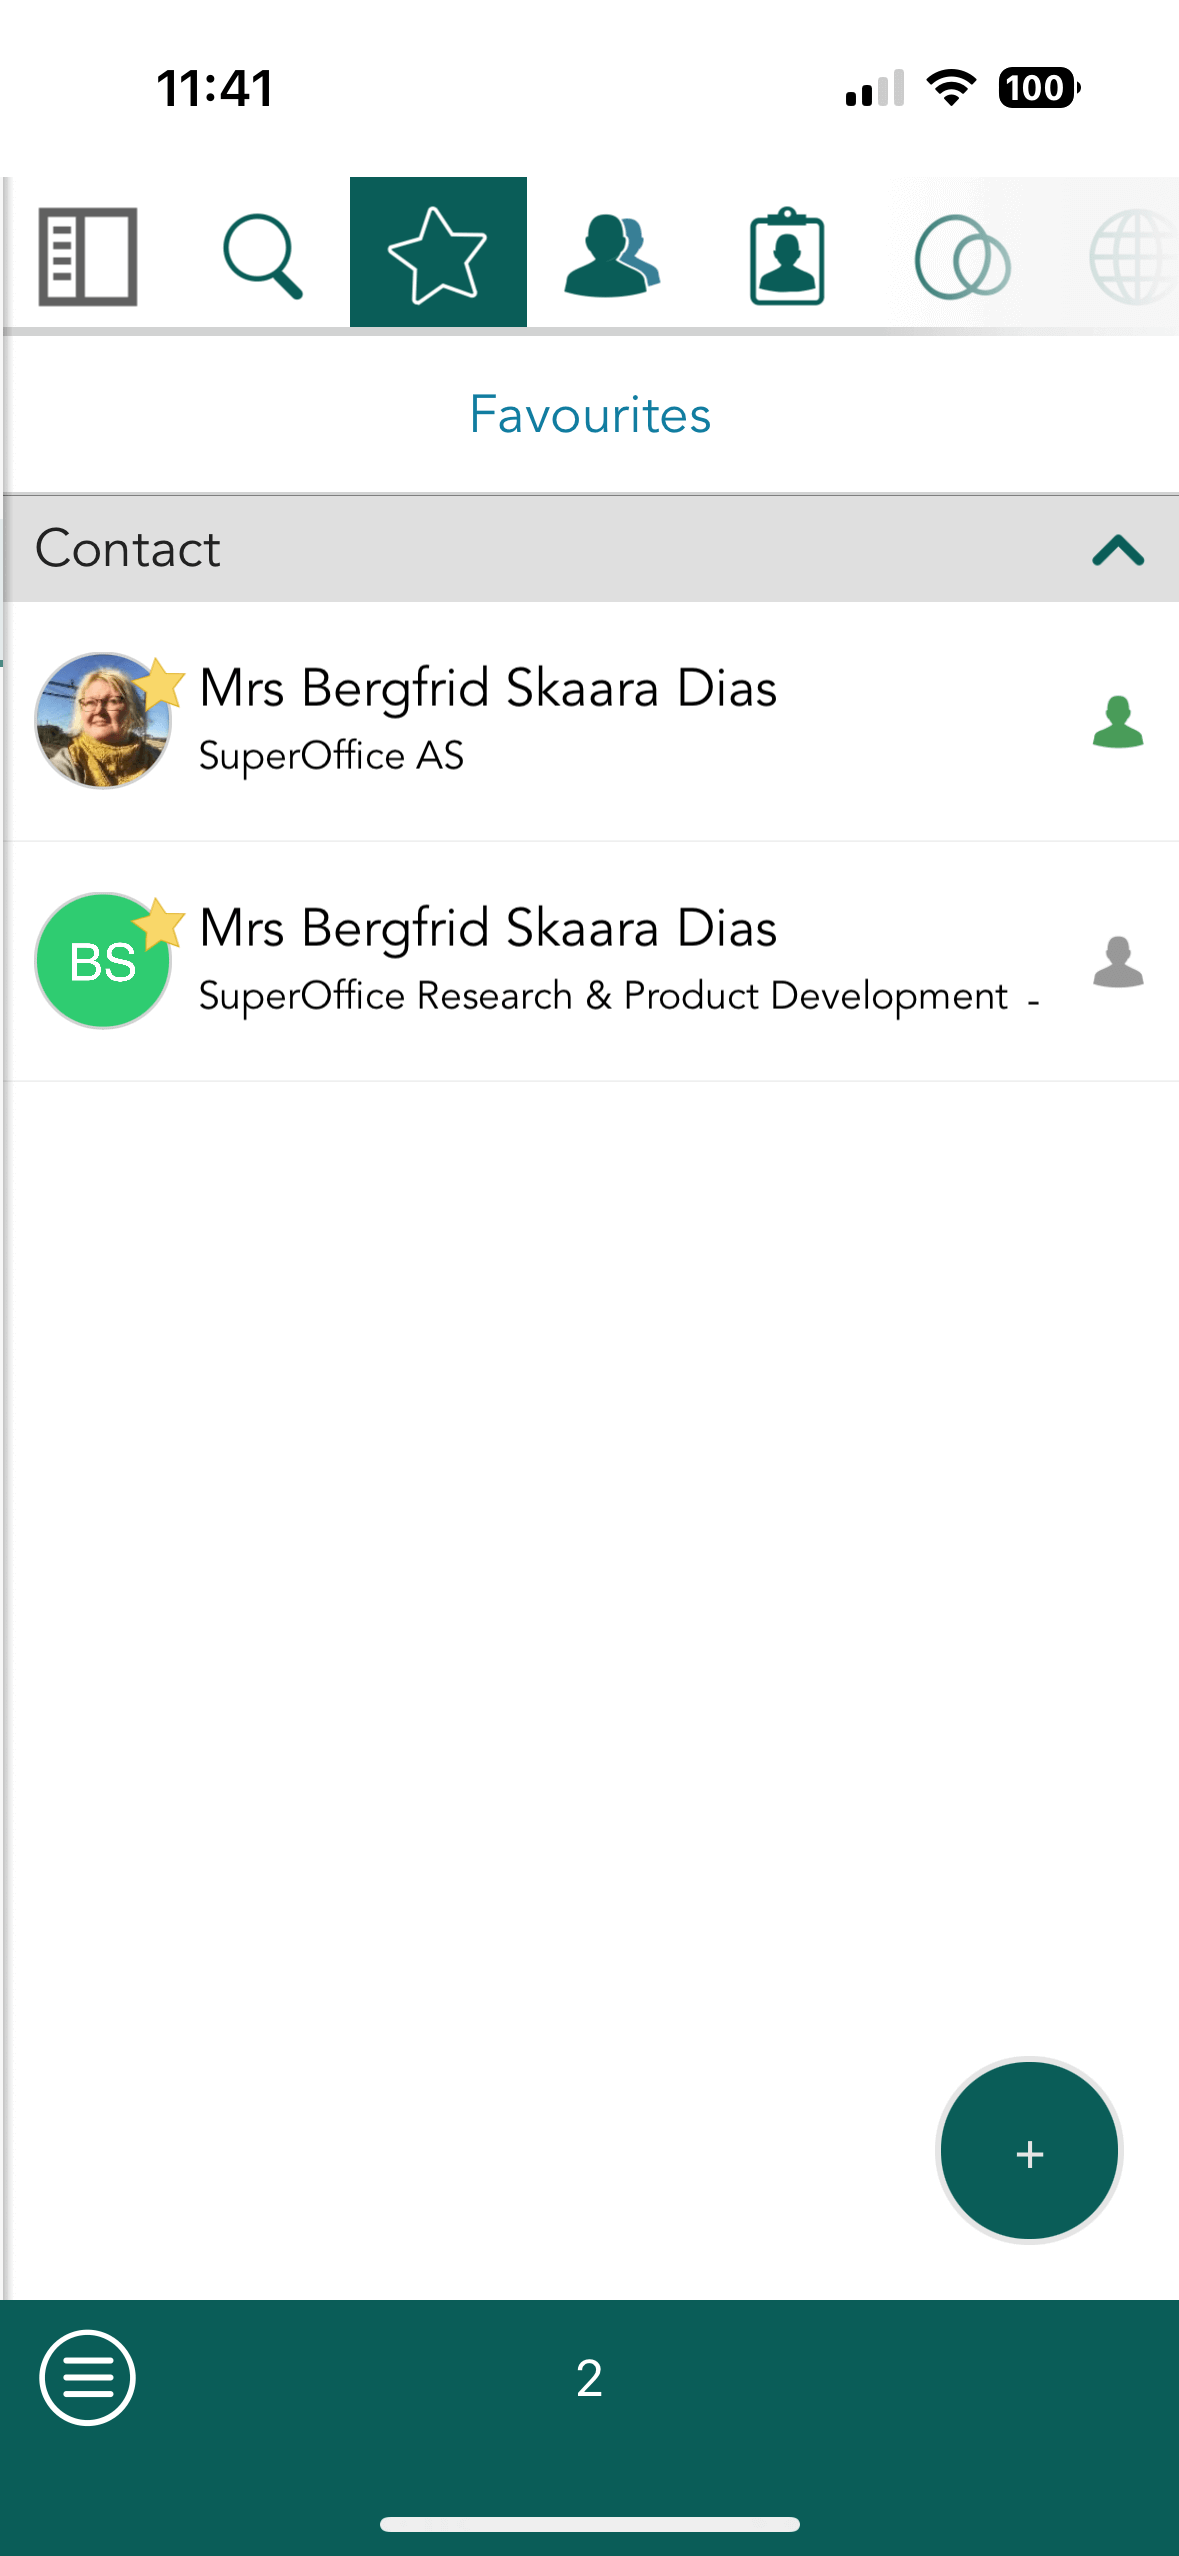 11:41
100
Favourites
Contact
Mrs Bergfrid Skaara Dias
SuperOffice AS
BS
Mrs Bergfrid Skaara Dias
SuperOffice Research & Product Development -
+
2